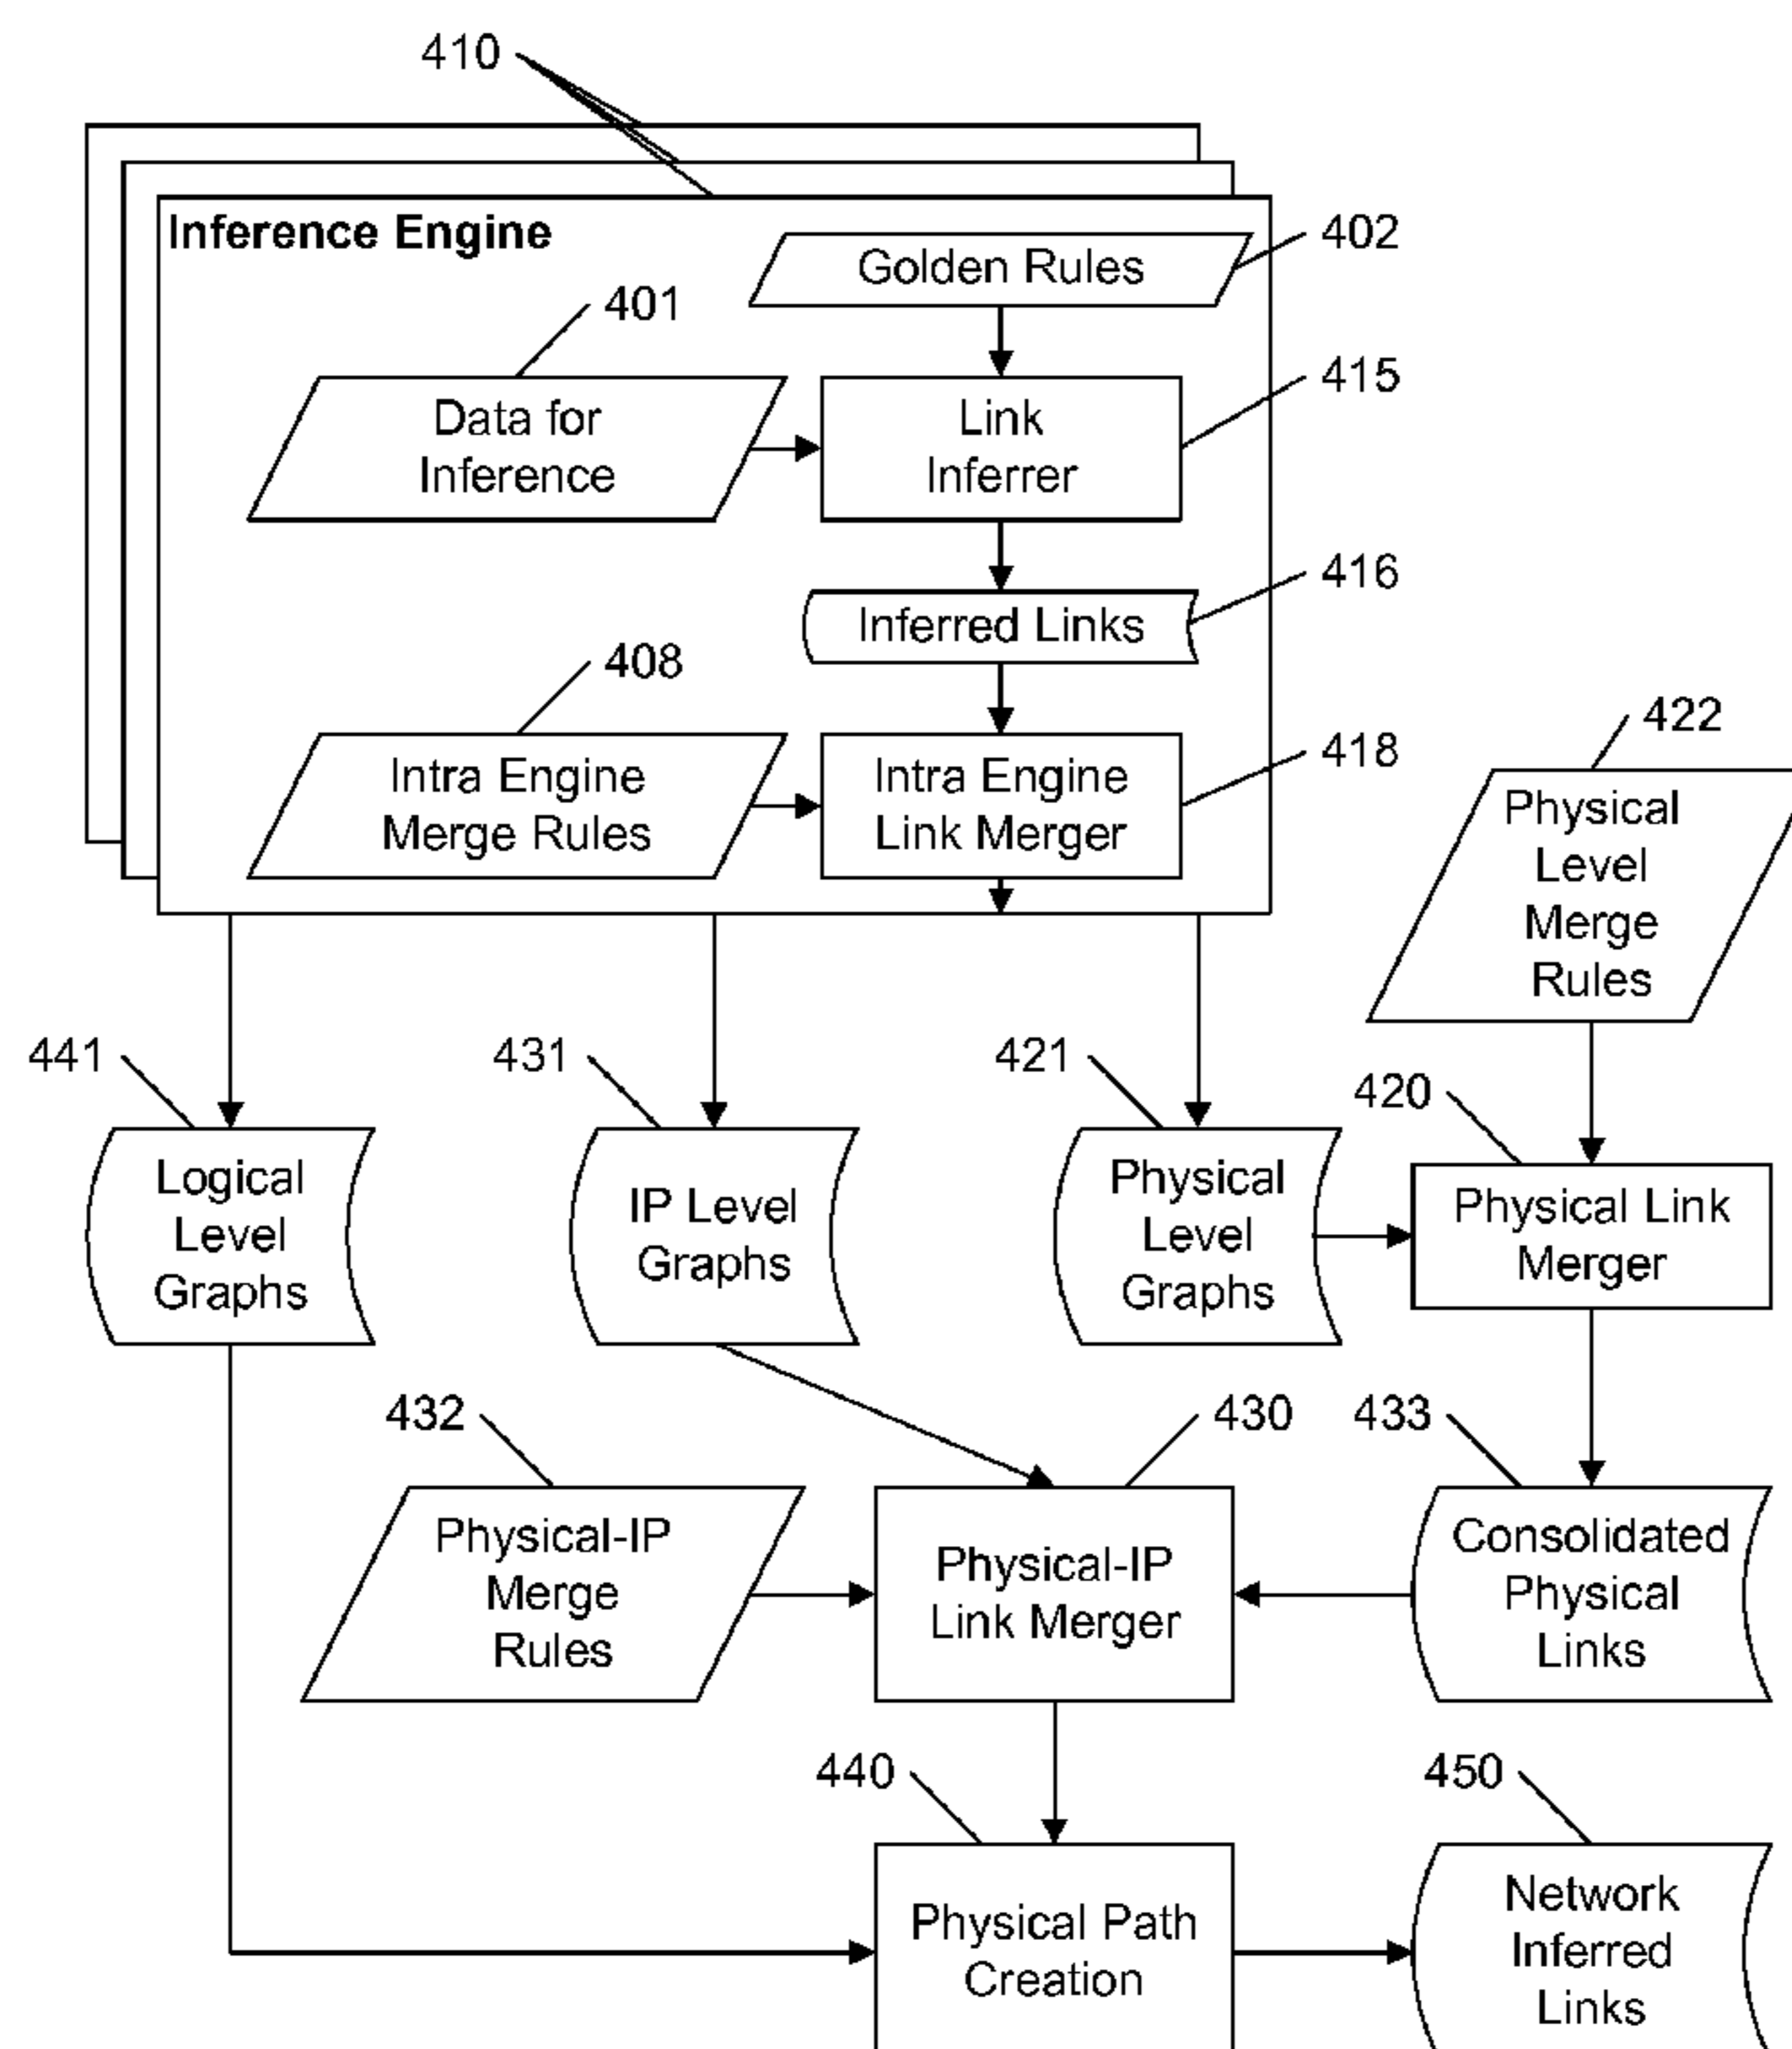 410
Inference Engine
Golden Rules
402
401
Data for
Inference
Link
Inferrer
415
Inferred Links
416
408
Intra Engine
Merge Rules
Intra Engine
Link Merger
418
422
Physical
Level
Merge
Rules
441
Logical
Level
Graphs
431
IP Level
Graphs
421
Physical
Level
Graphs
420
Physical Link
Merger
432
Physical-IP
Merge
Rules
430
Physical-IP
Link Merger
433
Consolidated
Physical
Links
440
Physical Path
Creation
450
Network
Inferred
Links